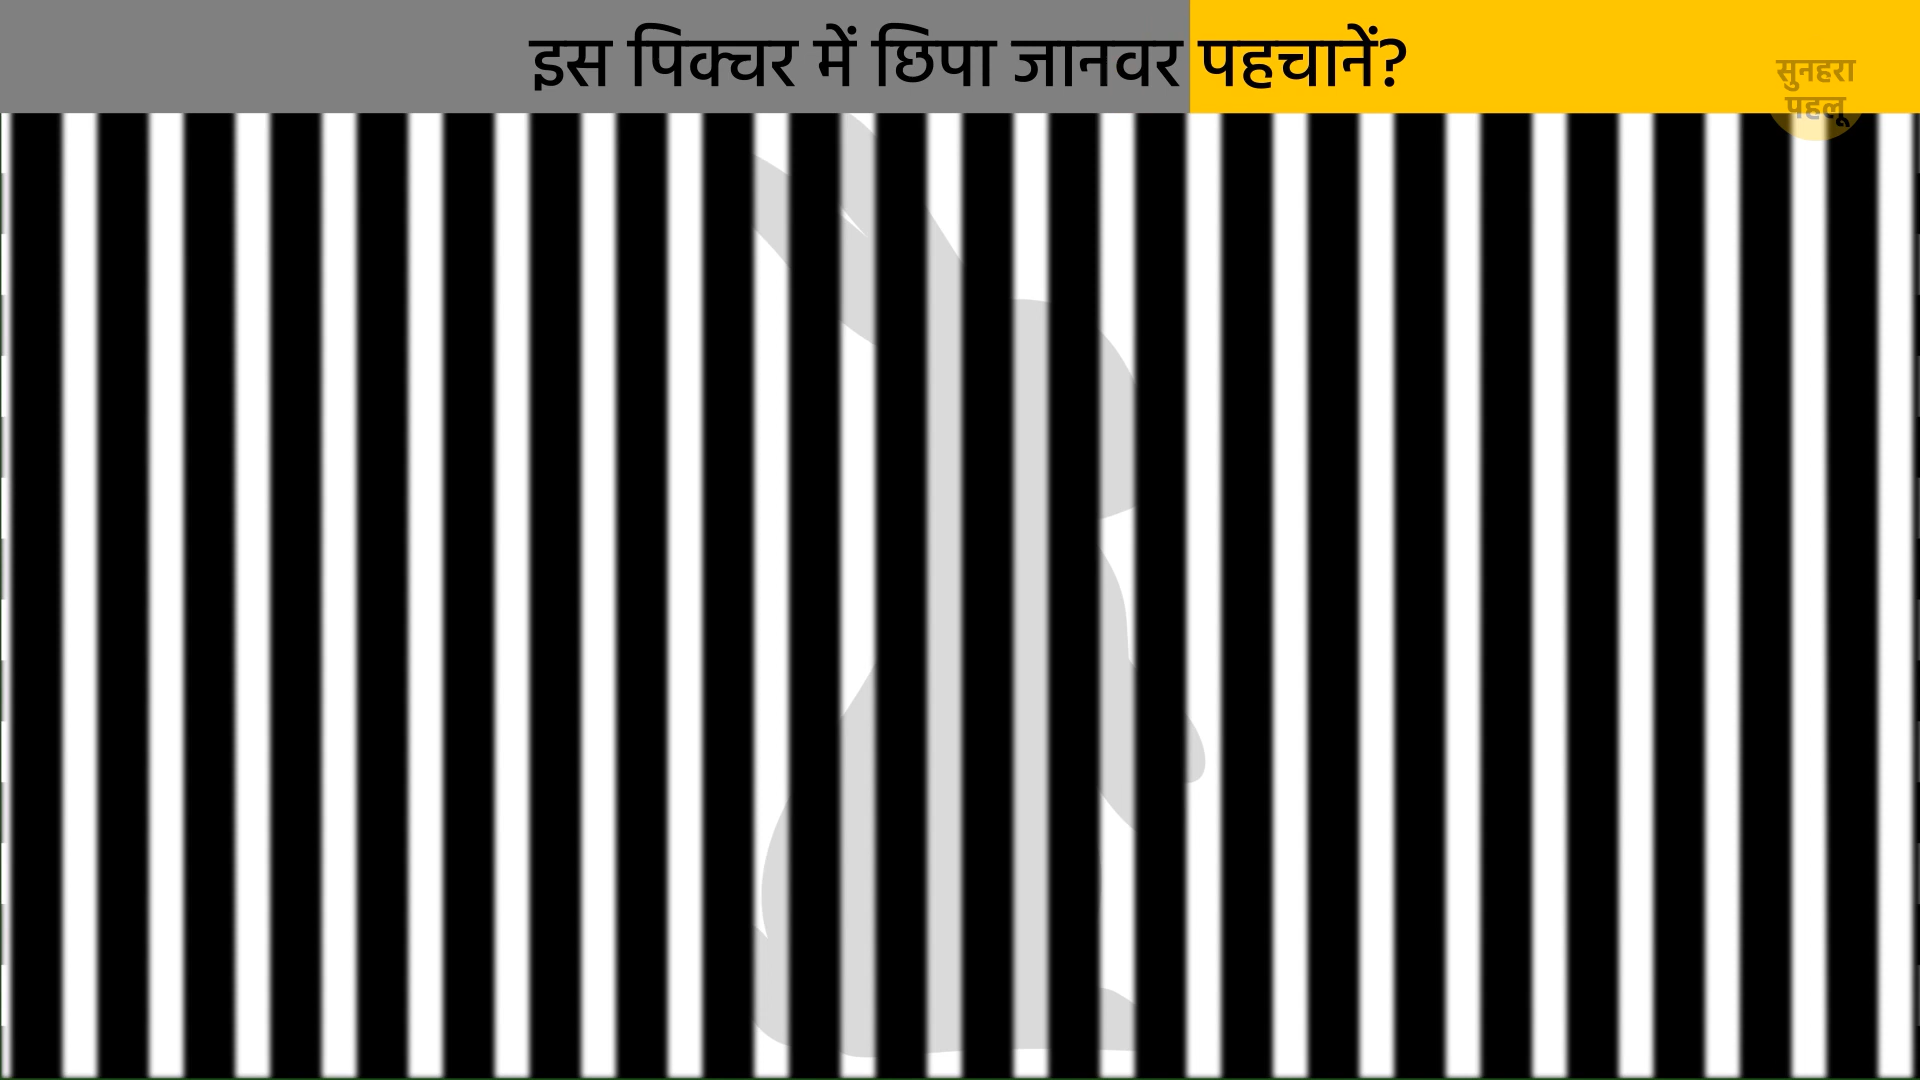 इस पिक्चर में छिपा जानवर पहचानें?
सुनहरा
पहलू